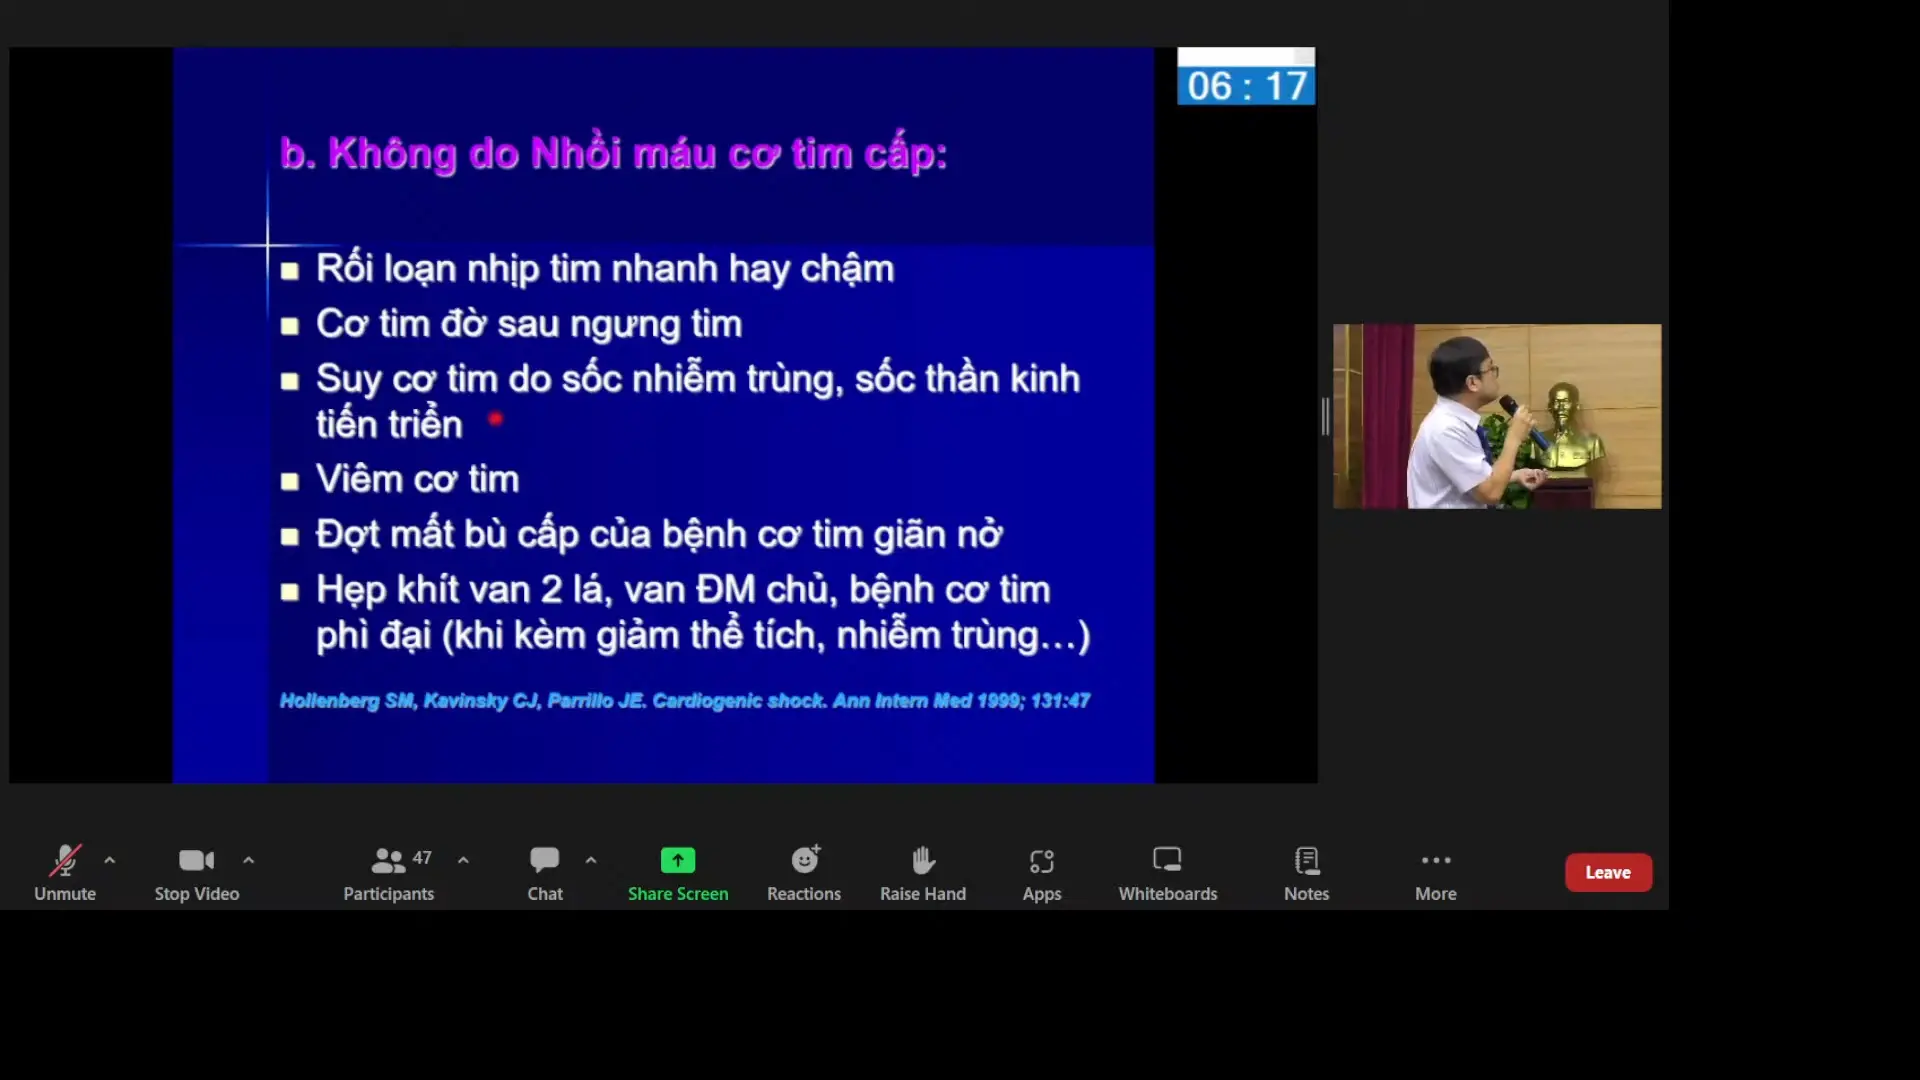 06 : 17
b. Không do Nhồi máu cơ tim cấp:
Rối loạn nhịp tim nhanh hay chậm
Cơ tim đờ sau ngưng tim
Suy cơ tim do sốc nhiễm trùng, sốc thần kinh
tiến triển
Viêm cơ tim
Đợt mất bù cấp của bệnh cơ tim giãn nở
Hẹp khít van 2 lá, van ĐM chủ, bệnh cơ tim
phì đại (khi kèm giảm thể tích, nhiễm trùng...)
Hollenberg SM, Kavinsky CJ, Parrillo JE. Cardiogenic shock. Ann Intern Med 1999; 131:47
47
Unmute Stop Video Participants Chat Share Screen Reactions Raise Hand Apps Whiteboards Notes More Leave